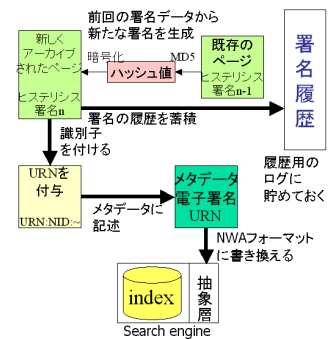 前回の署名データから
新たな署名を生成
新しく
アーカイブ
されたページ
ヒステリシス
署名n
暗号化
MD5
ハッシュ値
既存の
ページ
ヒステリシス
署名n-1
署名履歴
署名の履歴を蓄積
識別子
を付ける
履歴用の
ログに
貯めておく
URNを
付与
URN:NID:~
メタデータに
記述
メタデータ
電子署名
URN
NWAフォーマット
に書き換える
index
抽象層
Search engine